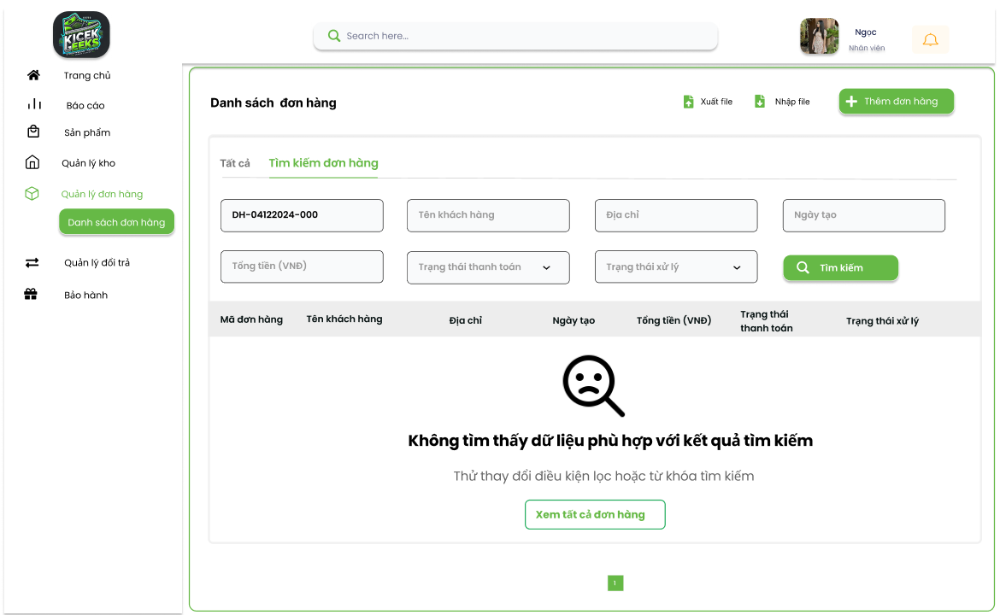 KICEK
GEEKS
Search here...
Ngọc
Nhân viên
Trang chủ
Báo cáo
Sản phẩm
Quản lý kho
Quản lý đơn hàng
Danh sách đơn hàng
Quản lý đổi trả
Bảo hành
Danh sách đơn hàng
Xuất file
Nhập file
Thêm đơn hàng
Tất cả
Tìm kiếm đơn hàng
DH-04122024-000
Tên khách hàng
Địa chỉ
Ngày tạo
Tổng tiền (VNĐ)
Trạng thái thanh toán
Trạng thái xử lý
Tìm kiếm
Mã đơn hàng
Tên khách hàng
Địa chỉ
Ngày tạo
Tổng tiền (VNĐ)
Trạng thái
thanh toán
Trạng thái xử lý
Không tìm thấy dữ liệu phù hợp với kết quả tìm kiếm
Thử thay đổi điều kiện lọc hoặc từ khóa tìm kiếm
Xem tất cả đơn hàng
1